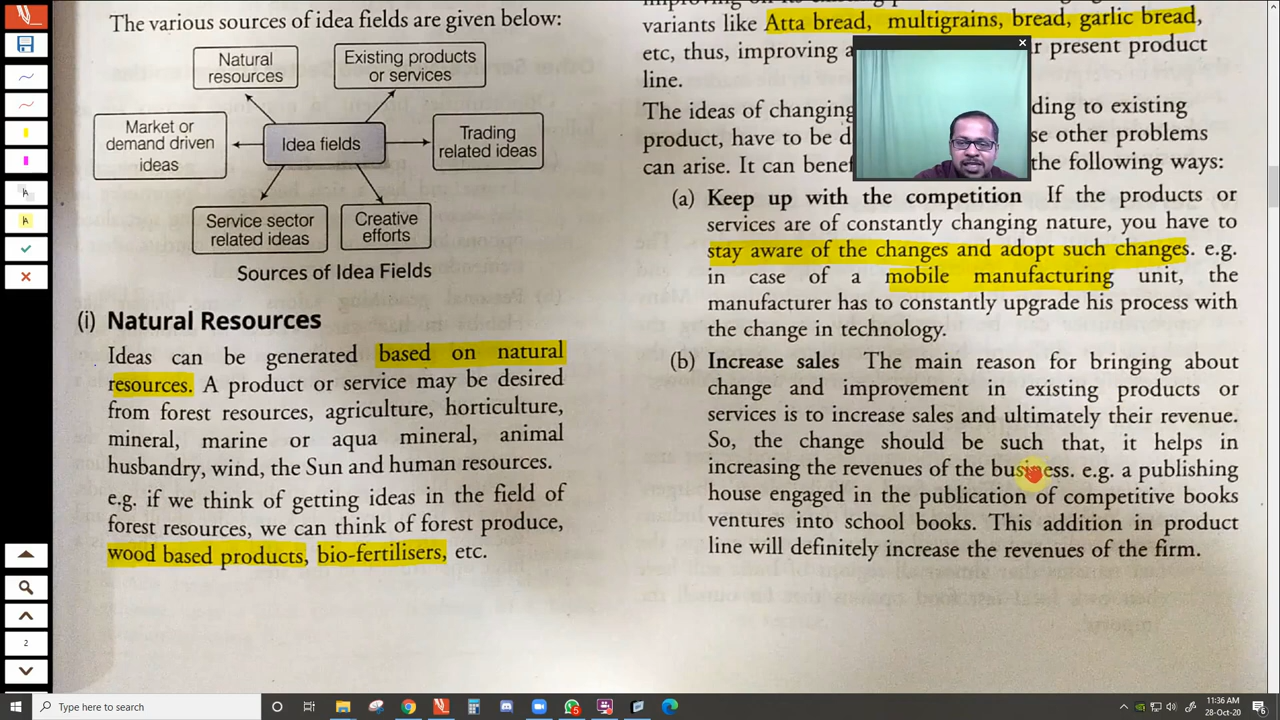 The various sources of idea fields are given below:
Natural
resources
Existing products
or services
Market or
demand driven
ideas
Idea fields
Trading
related ideas
Service sector
related ideas
Creative
efforts
Sources of Idea Fields
(i) Natural Resources
Ideas can be generated based on natural
resources. A product or service may be desired
from forest resources, agriculture, horticulture,
mineral, marine or aqua mineral, animal
husbandry, wind, the Sun and human resources.
e.g. if we think of getting ideas in the field of
forest resources, we can think of forest produce,
wood based products, bio-fertilisers, etc.
variants like Atta bread, multigrains, bread, garlic bread,
etc, thus, improving a r present product
line.
The ideas of changing ding to existing
product, have to be d se other problems
can arise. It can benef the following ways:
(a) Keep up with the competition If the products or
services are of constantly changing nature, you have to
stay aware of the changes and adopt such changes. e.g.
in case of a mobile manufacturing unit, the
manufacturer has to constantly upgrade his process with
the change in technology.
(b) Increase sales The main reason for bringing about
change and improvement in existing products or
services is to increase sales and ultimately their revenue.
So, the change should be such that, it helps in
increasing the revenues of the business. e.g. a publishing
house engaged in the publication of competitive books
ventures into school books. This addition in product
line will definitely increase the revenues of the firm.
2
Type here to search
11:36 AM
28-Oct-20